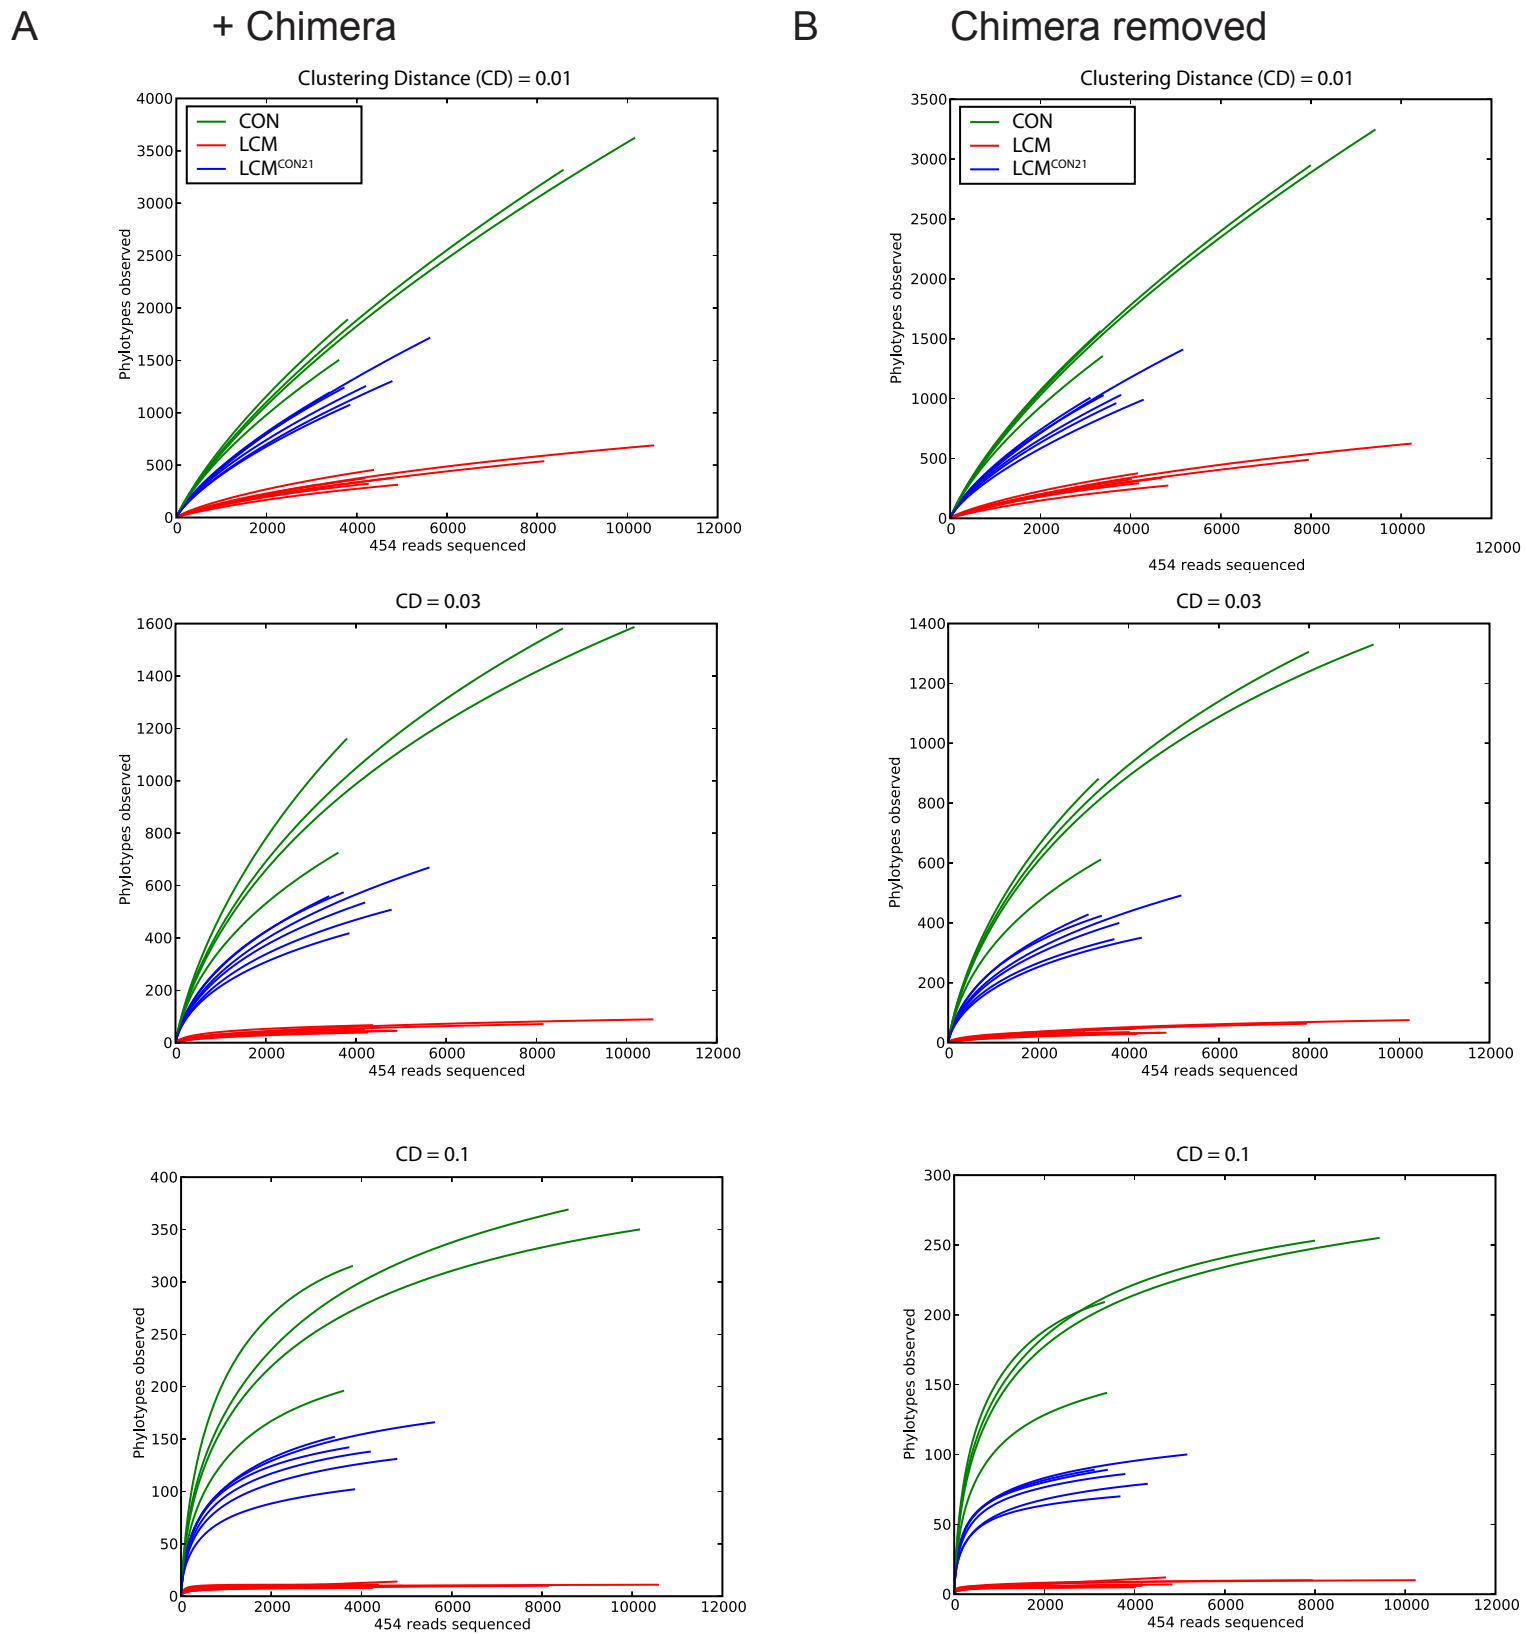 A + Chimera
B Chimera removed
Clustering Distance (CD) = 0.01
4000
3500
3000
2500
2000
1500
1000
500
0
Phylotypes observed
CON
LCM
LCM^CON21
0 2000 4000 6000 8000 10000 12000
454 reads sequenced
Clustering Distance (CD) = 0.01
3500
3000
2500
2000
1500
1000
500
0
Phylotypes observed
CON
LCM
LCM^CON21
0 2000 4000 6000 8000 10000
12000
454 reads sequenced
CD = 0.03
1600
1400
1200
1000
800
600
400
200
0
Phylotypes observed
0 2000 4000 6000 8000 10000 12000
454 reads sequenced
CD = 0.03
1400
1200
1000
800
600
400
200
0
Phylotypes observed
0 2000 4000 6000 8000 10000 12000
454 reads sequenced
CD = 0.1
400
350
300
250
200
150
100
50
0
Phylotypes observed
0 2000 4000 6000 8000 10000 12000
454 reads sequenced
CD = 0.1
300
250
200
150
100
50
0
Phylotypes observed
0 2000 4000 6000 8000 10000 12000
454 reads sequenced